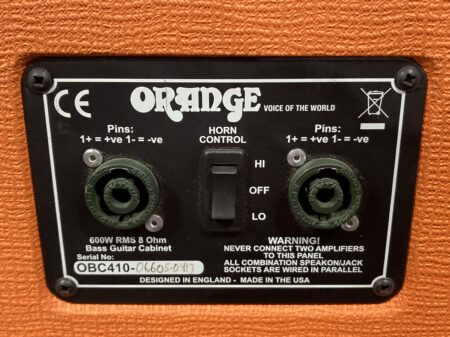 CE
ORANGE VOICE OF THE WORLD
Pins:
1+ = +ve 1- = -ve
HORN
CONTROL
Pins:
1+ = +ve 1- = -ve
HI
OFF
LO
600W RMS 8 Ohm
Bass Guitar Cabinet
Serial No:
OBC410-
WARNING!
NEVER CONNECT TWO AMPLIFIERS
TO THIS PANEL
ALL COMBINATION SPEAKON/JACK
SOCKETS ARE WIRED IN PARALLEL
DESIGNED IN ENGLAND - MADE IN THE USA